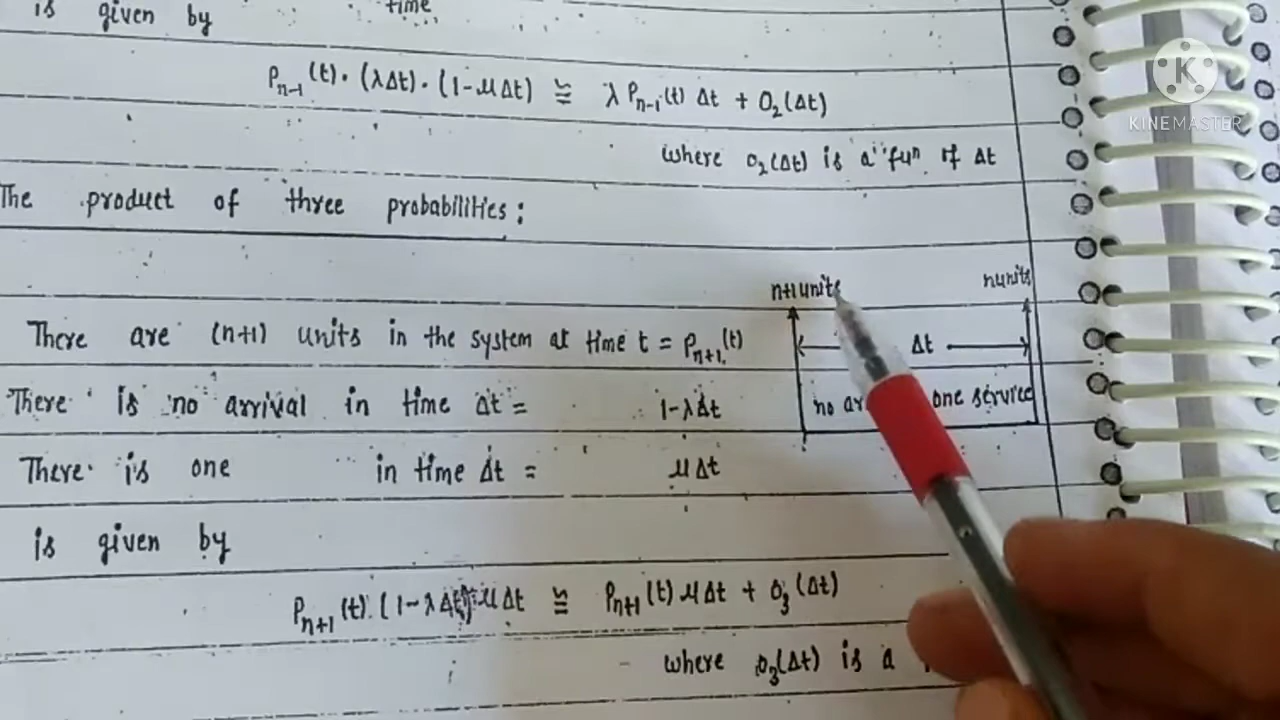 time
is given by
Pn-1(t). (λΔt). (1-μΔt) ≅ λ Pn-1(t) Δt + O2(Δt)
where O2(Δt) is a fun if Δt
The product of three probabilities:
n+1 units n units
There are (n+1) units in the system at time t = Pn+1(t)
Δt
There is no arrival in time Δt = 1-λΔt
no one service
There is one in time Δt = μΔt
is given by
Pn+1(t). (1-λΔt) μΔt ≅ Pn+1(t) μΔt + O3(Δt)
where O3(Δt) is a
K
KINEMASTER